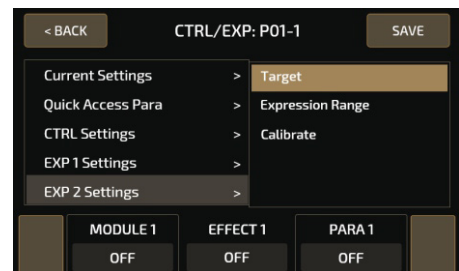 < BACK CTRL/EXP: P01-1 SAVE
Current Settings > Target
Quick Access Para > Expression Range
CTRL Settings > Calibrate
EXP 1 Settings >
EXP 2 Settings >
MODULE 1 EFFECT 1 PARA 1
OFF OFF OFF